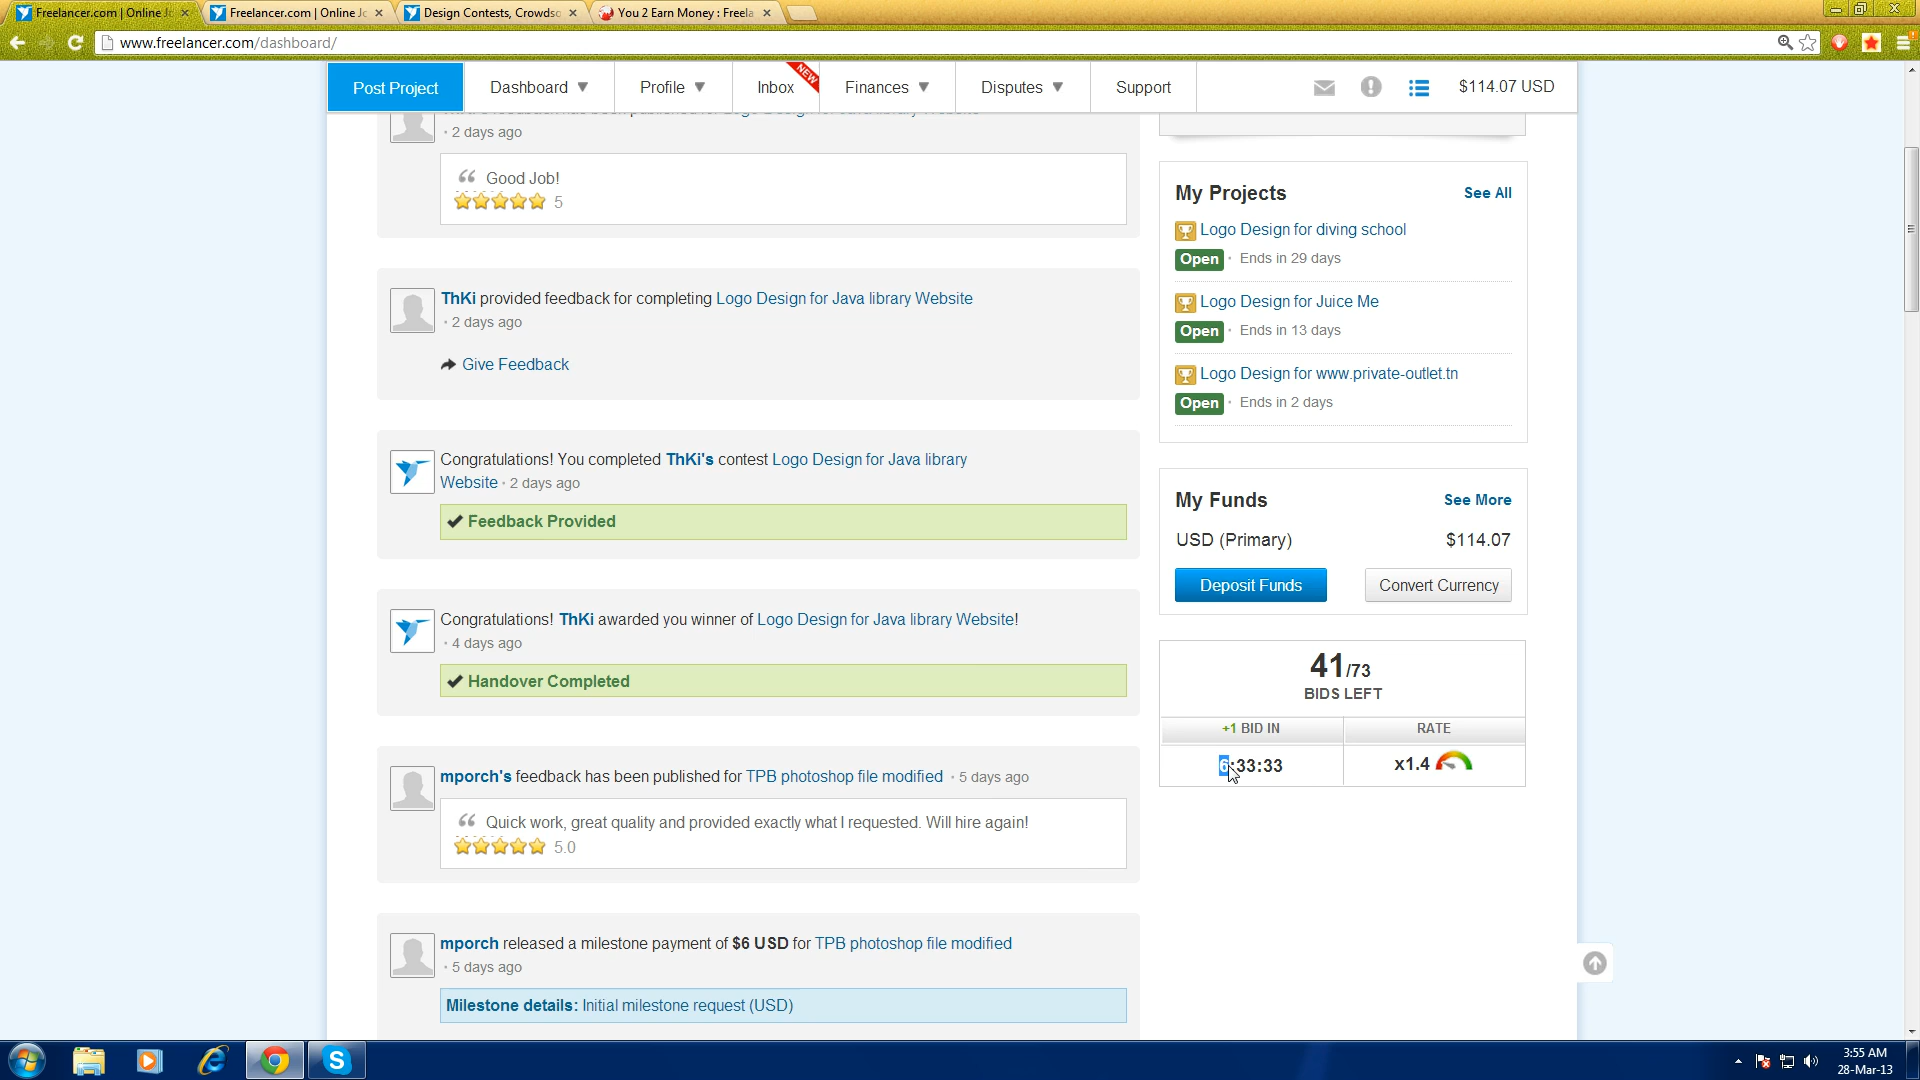 Freelancer.com | Online Jo
Freelancer.com | Online Jo
Design Contests, Crowdso
You 2 Earn Money : Freela
www.freelancer.com/dashboard/
Post Project
Dashboard
Profile
Inbox
NEW
Finances
Disputes
Support
$114.07 USD
· 2 days ago
Good Job!
5
ThKi provided feedback for completing Logo Design for Java library Website
· 2 days ago
Give Feedback
Congratulations! You completed ThKi's contest Logo Design for Java library
Website · 2 days ago
Feedback Provided
Congratulations! ThKi awarded you winner of Logo Design for Java library Website!
· 4 days ago
Handover Completed
mporch's feedback has been published for TPB photoshop file modified · 5 days ago
Quick work, great quality and provided exactly what I requested. Will hire again!
5.0
mporch released a milestone payment of $6 USD for TPB photoshop file modified
· 5 days ago
Milestone details: Initial milestone request (USD)
My Projects
See All
Logo Design for diving school
Open · Ends in 29 days
Logo Design for Juice Me
Open · Ends in 13 days
Logo Design for www.private-outlet.tn
Open · Ends in 2 days
My Funds
See More
USD (Primary)
$114.07
Deposit Funds
Convert Currency
41/73
BIDS LEFT
+1 BID IN
RATE
6:33:33
x1.4
3:55 AM
28-Mar-13